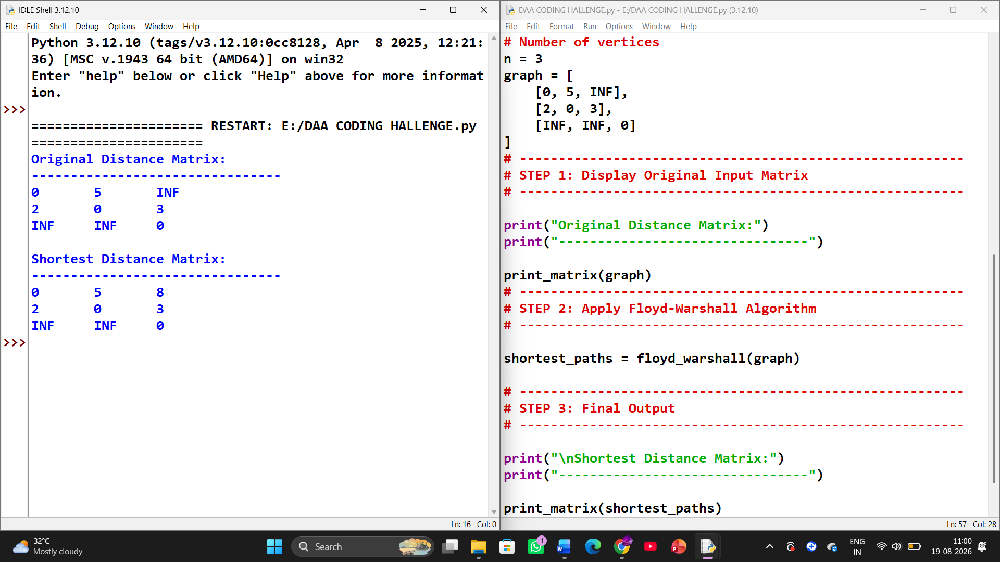 IDLE Shell 3.12.10
File Edit Shell Debug Options Window Help
Python 3.12.10 (tags/v3.12.10:0cc8128, Apr  8 2025, 12:21:
36) [MSC v.1943 64 bit (AMD64)] on win32
Enter "help" below or click "Help" above for more informat
ion.
>>>
====================== RESTART: E:/DAA CODING HALLENGE.py
======================
Original Distance Matrix:
--------------------------------
0       5       INF
2       0       3
INF     INF     0
Shortest Distance Matrix:
--------------------------------
0       5       8
2       0       3
INF     INF     0
>>>
Ln: 16 Col: 0
DAA CODING HALLENGE.py - E:/DAA CODING HALLENGE.py (3.12.10)
File Edit Format Run Options Window Help
# Number of vertices
n = 3
graph = [
    [0, 5, INF],
    [2, 0, 3],
    [INF, INF, 0]
]
# ---------------------------------------------------------
# STEP 1: Display Original Input Matrix
# ---------------------------------------------------------
print("Original Distance Matrix:")
print("--------------------------------")
print_matrix(graph)
# ---------------------------------------------------------
# STEP 2: Apply Floyd-Warshall Algorithm
# ---------------------------------------------------------
shortest_paths = floyd_warshall(graph)
# ---------------------------------------------------------
# STEP 3: Final Output
# ---------------------------------------------------------
print("\nShortest Distance Matrix:")
print("--------------------------------")
print_matrix(shortest_paths)
Ln: 57 Col: 28
32°C
Mostly cloudy
Search
1
ENG
IN
11:00
19-08-2026